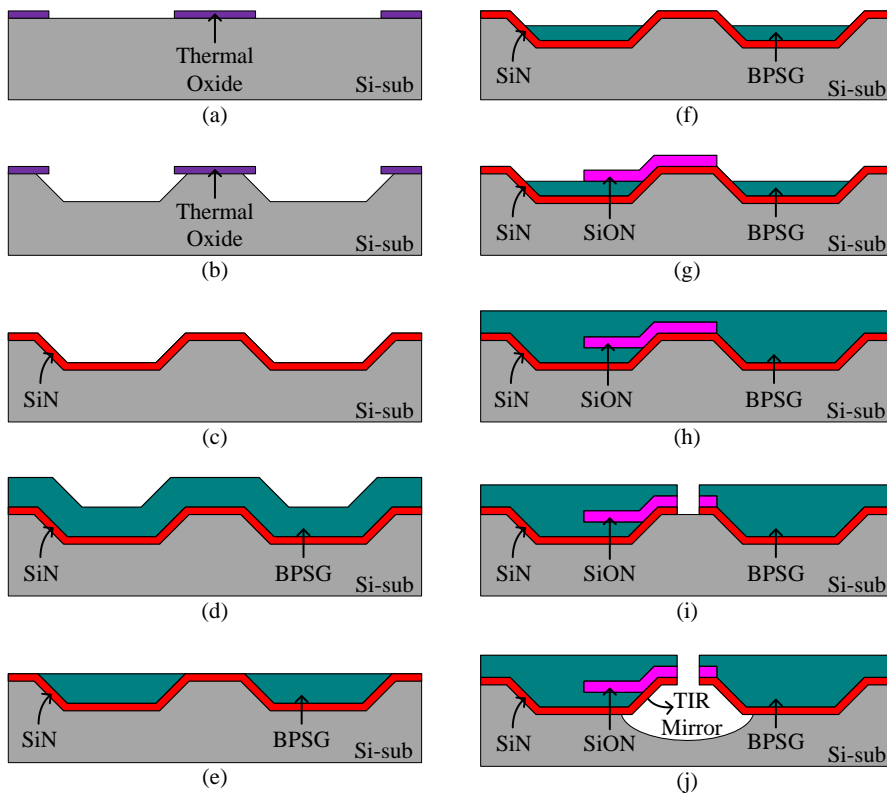 Thermal
Oxide
Si-sub
(a)
Thermal
Oxide
Si-sub
(b)
SiN
Si-sub
(c)
SiN
BPSG
Si-sub
(d)
SiN
BPSG
Si-sub
(e)
SiN
BPSG
Si-sub
(f)
SiN
SiON
BPSG
Si-sub
(g)
SiN
SiON
BPSG
Si-sub
(h)
SiN
SiON
BPSG
Si-sub
(i)
TIR
Mirror
SiN
SiON
BPSG
Si-sub
(j)